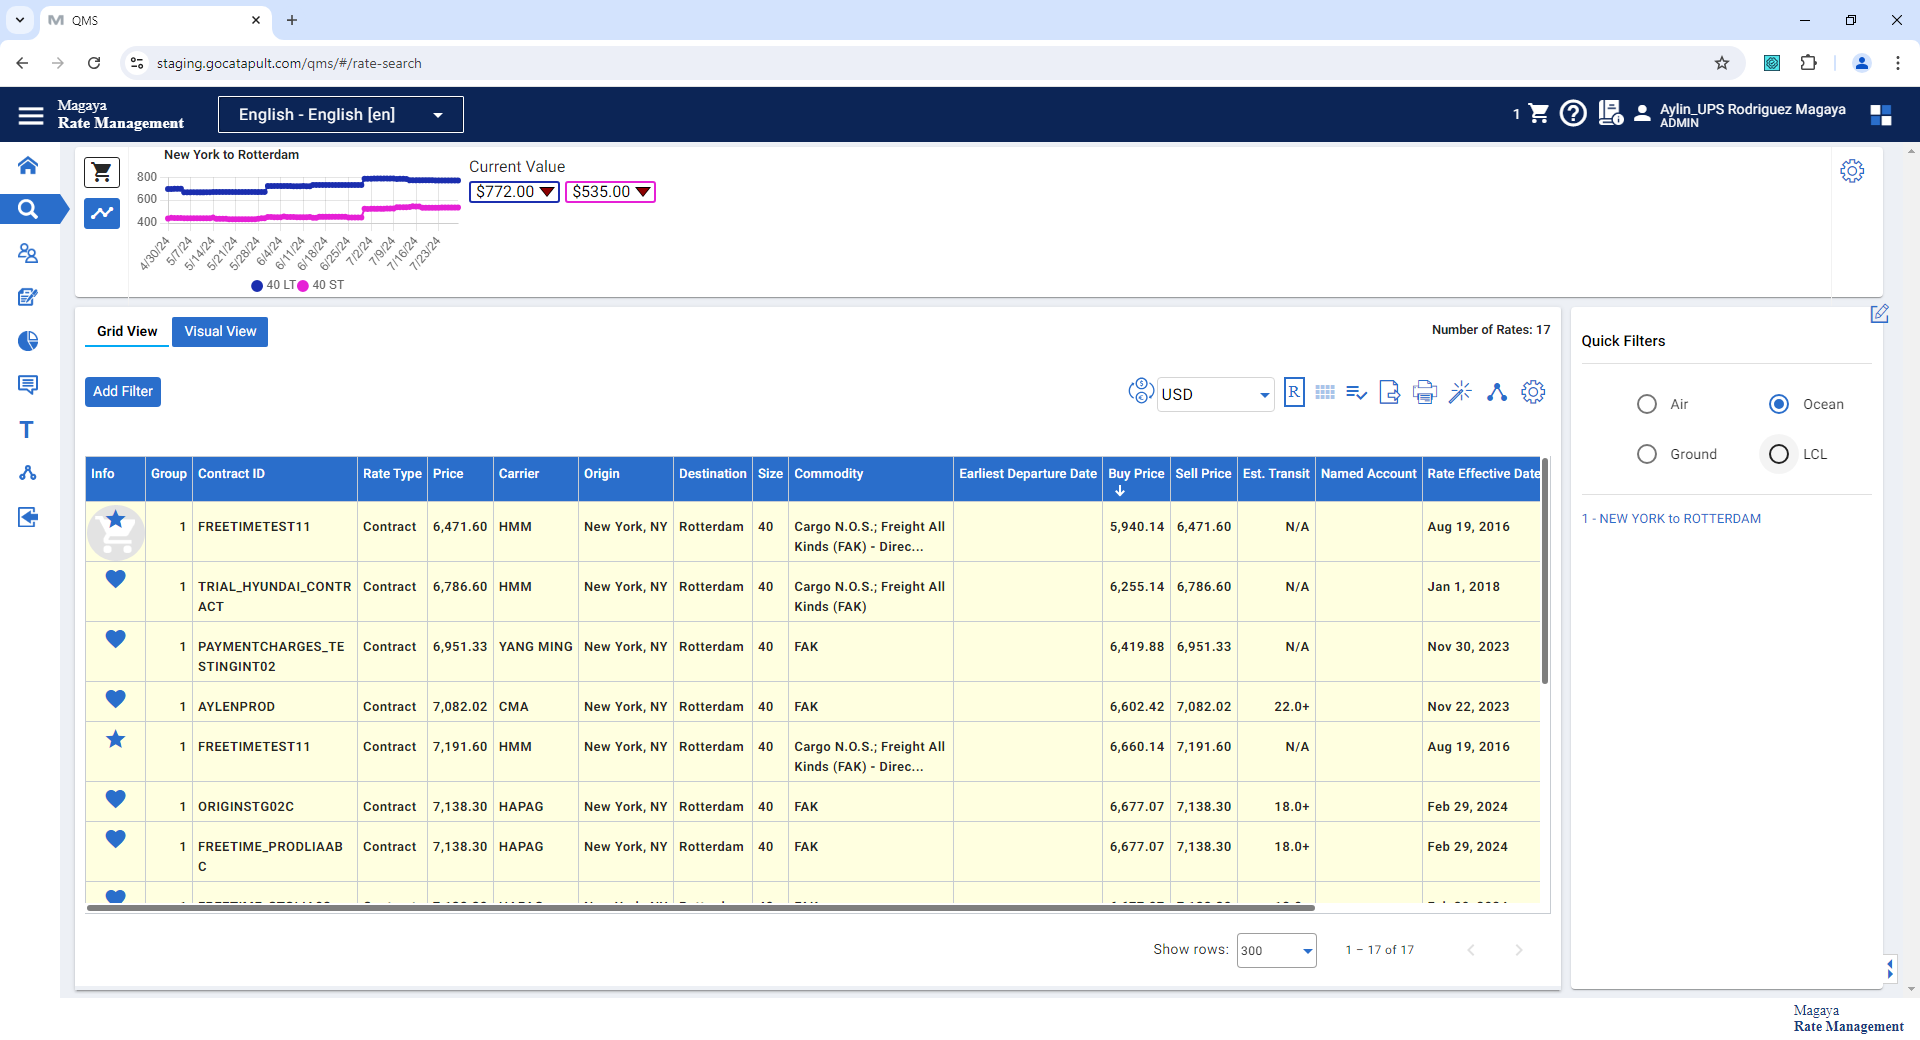 QMS
staging.gocatapult.com/qms/#/rate-search
Magaya
Rate Management
English - English [en]
1
Aylin_UPS Rodriguez Magaya
ADMIN
New York to Rotterdam
800
600
400
4/30/24
5/7/24
5/14/24
5/21/24
5/28/24
6/4/24
6/11/24
6/18/24
6/25/24
7/2/24
7/9/24
7/16/24
7/23/24
40 LT 40 ST
Current Value
$772.00 $535.00
Grid View Visual View
Number of Rates: 17
Add Filter
USD
R
Info Group Contract ID Rate Type Price Carrier Origin Destination Size Commodity Earliest Departure Date Buy Price Sell Price Est. Transit Named Account Rate Effective Date
1 FREETIMETEST11 Contract 6,471.60 HMM New York, NY Rotterdam 40 Cargo N.O.S.; Freight All 5,940.14 6,471.60 N/A Aug 19, 2016
Kinds (FAK) - Direc...
1 TRIAL_HYUNDAI_CONTR Contract 6,786.60 HMM New York, NY Rotterdam 40 Cargo N.O.S.; Freight All 6,255.14 6,786.60 N/A Jan 1, 2018
ACT Kinds (FAK)
1 PAYMENTCHARGES_TE Contract 6,951.33 YANG MING New York, NY Rotterdam 40 FAK 6,419.88 6,951.33 N/A Nov 30, 2023
STINGINT02
1 AYLENPROD Contract 7,082.02 CMA New York, NY Rotterdam 40 FAK 6,602.42 7,082.02 22.0+ Nov 22, 2023
1 FREETIMETEST11 Contract 7,191.60 HMM New York, NY Rotterdam 40 Cargo N.O.S.; Freight All 6,660.14 7,191.60 N/A Aug 19, 2016
Kinds (FAK) - Direc...
1 ORIGINSTG02C Contract 7,138.30 HAPAG New York, NY Rotterdam 40 FAK 6,677.07 7,138.30 18.0+ Feb 29, 2024
1 FREETIME_PRODLIAAB Contract 7,138.30 HAPAG New York, NY Rotterdam 40 FAK 6,677.07 7,138.30 18.0+ Feb 29, 2024
C
Show rows: 300 1 – 17 of 17
Quick Filters
Air Ocean
Ground LCL
1 - NEW YORK to ROTTERDAM
Magaya
Rate Management